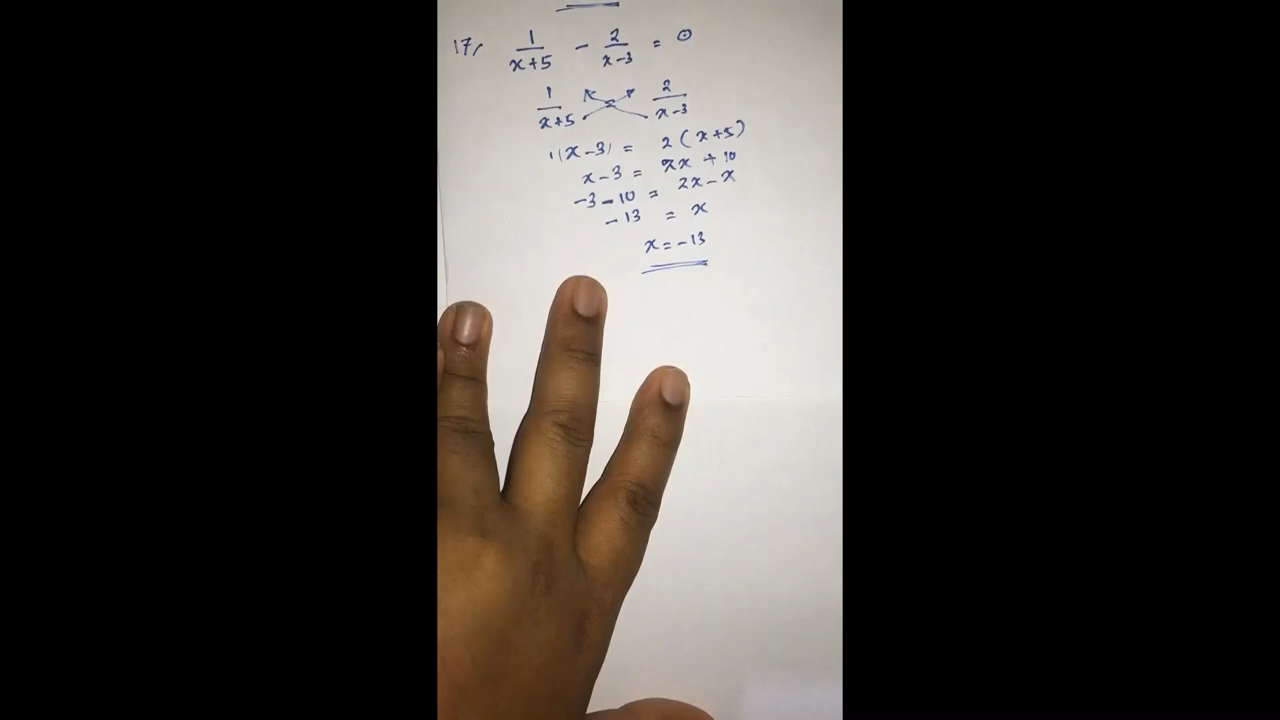 17, 1/(x+5) - 2/(x-3) = 0
1/(x+5) = 2/(x-3)
1(x-3) = 2(x+5)
x-3 = 2x + 10
-3-10 = 2x-x
-13 = x
x = -13